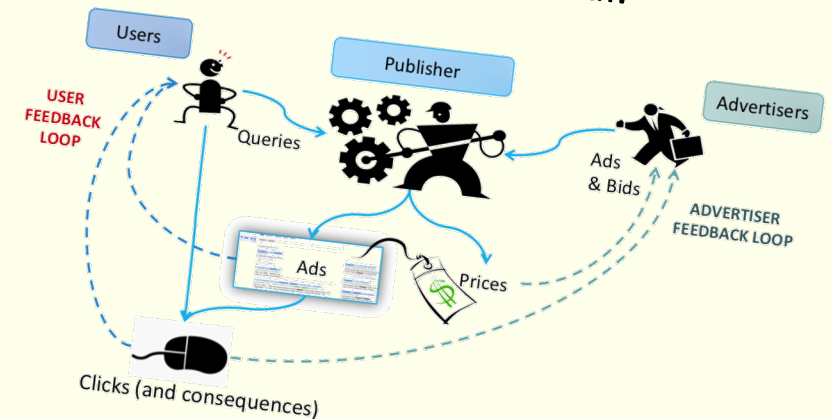 Users
Publisher
Advertisers
USER
FEEDBACK
LOOP
Queries
Ads
& Bids
ADVERTISER
FEEDBACK LOOP
Ads
$
Prices
Clicks (and consequences)